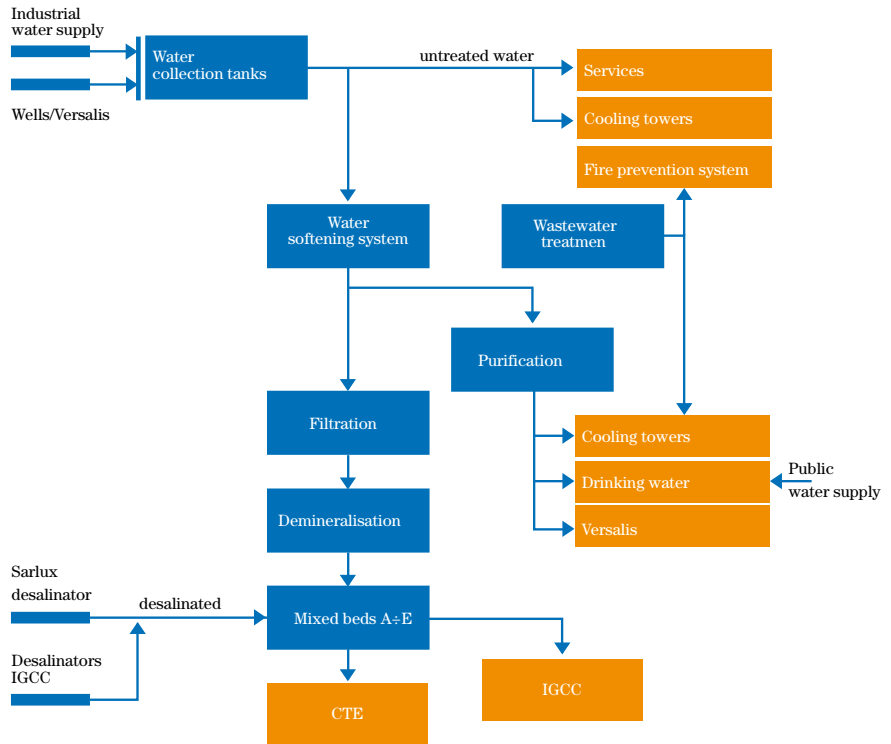 Industrial
water supply
Water
collection tanks
untreated water
Services
Wells/Versalis
Cooling towers
Fire prevention system
Water
softening system
Wastewater
treatmen
Purification
Filtration
Cooling towers
Public
water supply
Drinking water
Demineralisation
Versalis
Sarlux
desalinator
desalinated
Mixed beds A÷E
Desalinators
IGCC
IGCC
CTE